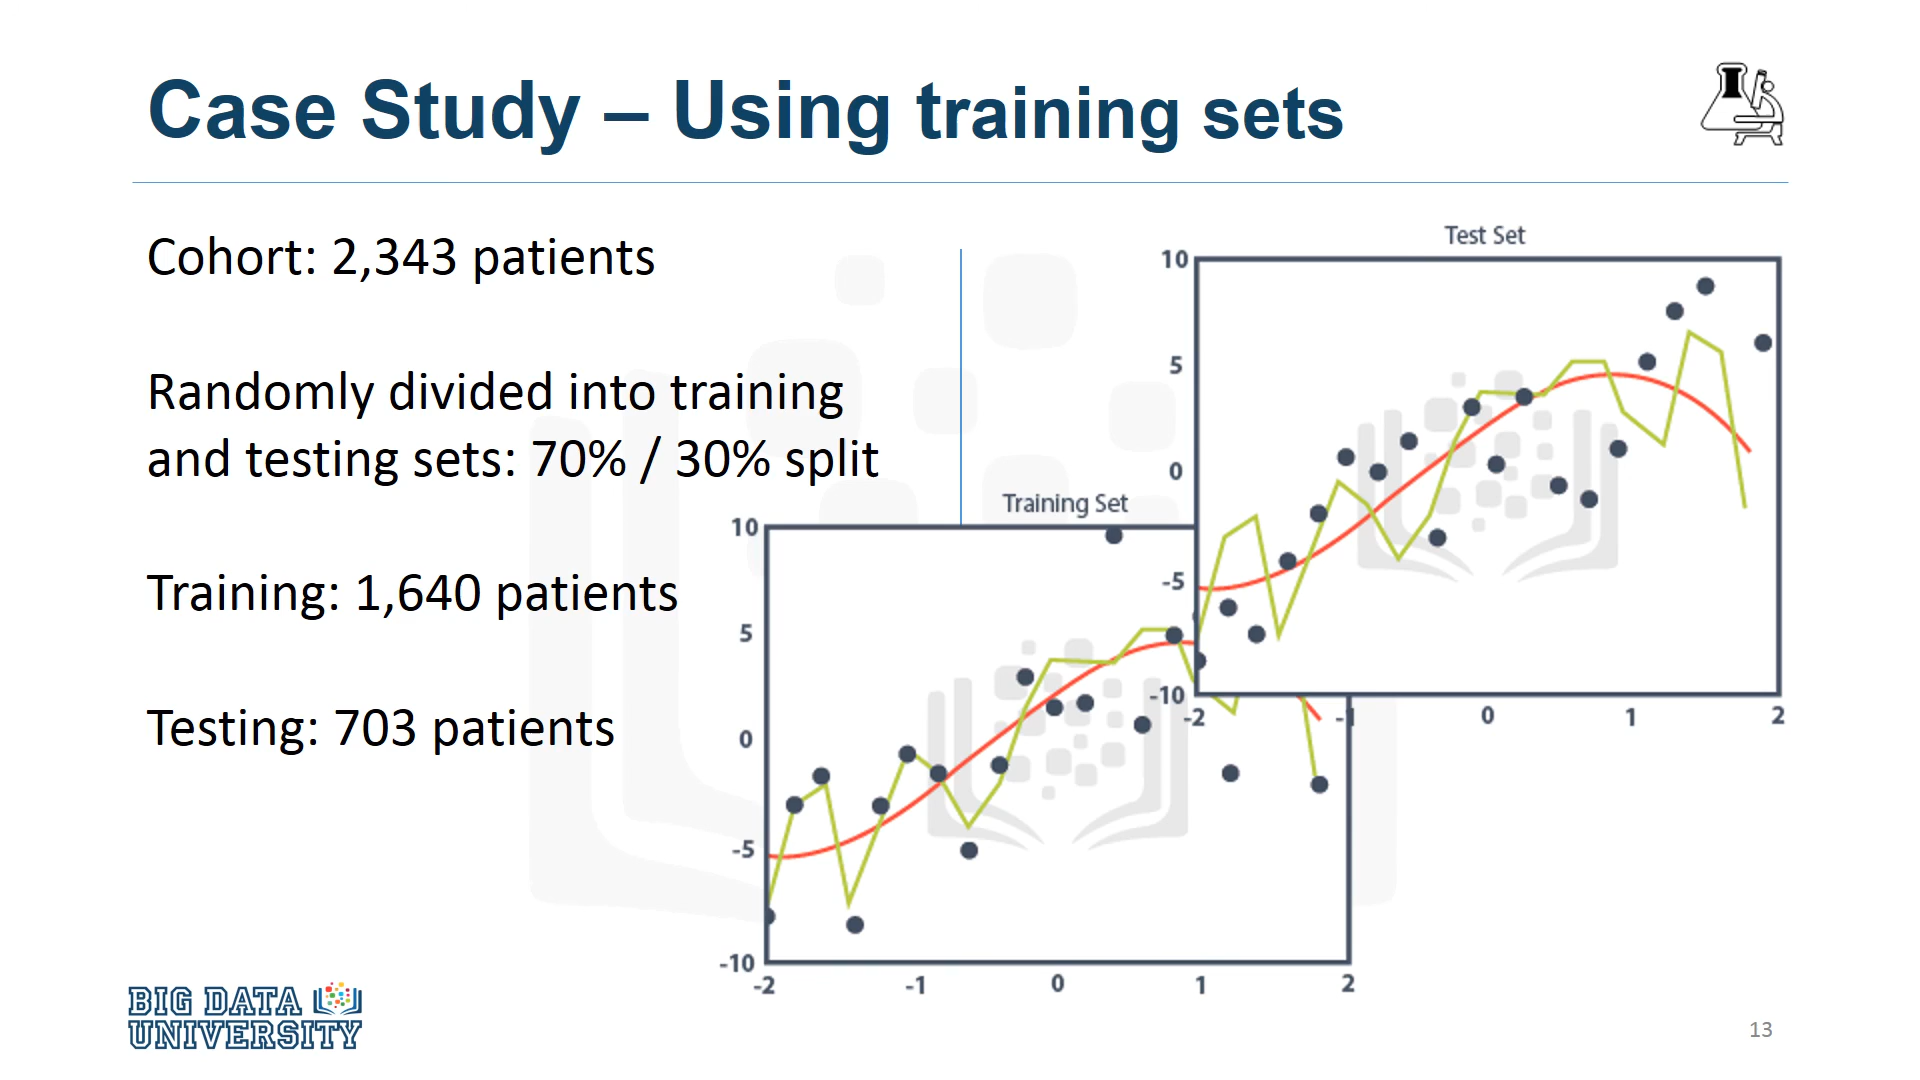 Case Study – Using training sets
Cohort: 2,343 patients
Randomly divided into training
and testing sets: 70% / 30% split
Training: 1,640 patients
Testing: 703 patients
Training Set
10
5
0
-5
-10
-2
-1
0
1
2
Test Set
10
5
0
-5
-10
-2
-1
0
1
2
BIG DATA
UNIVERSITY
13